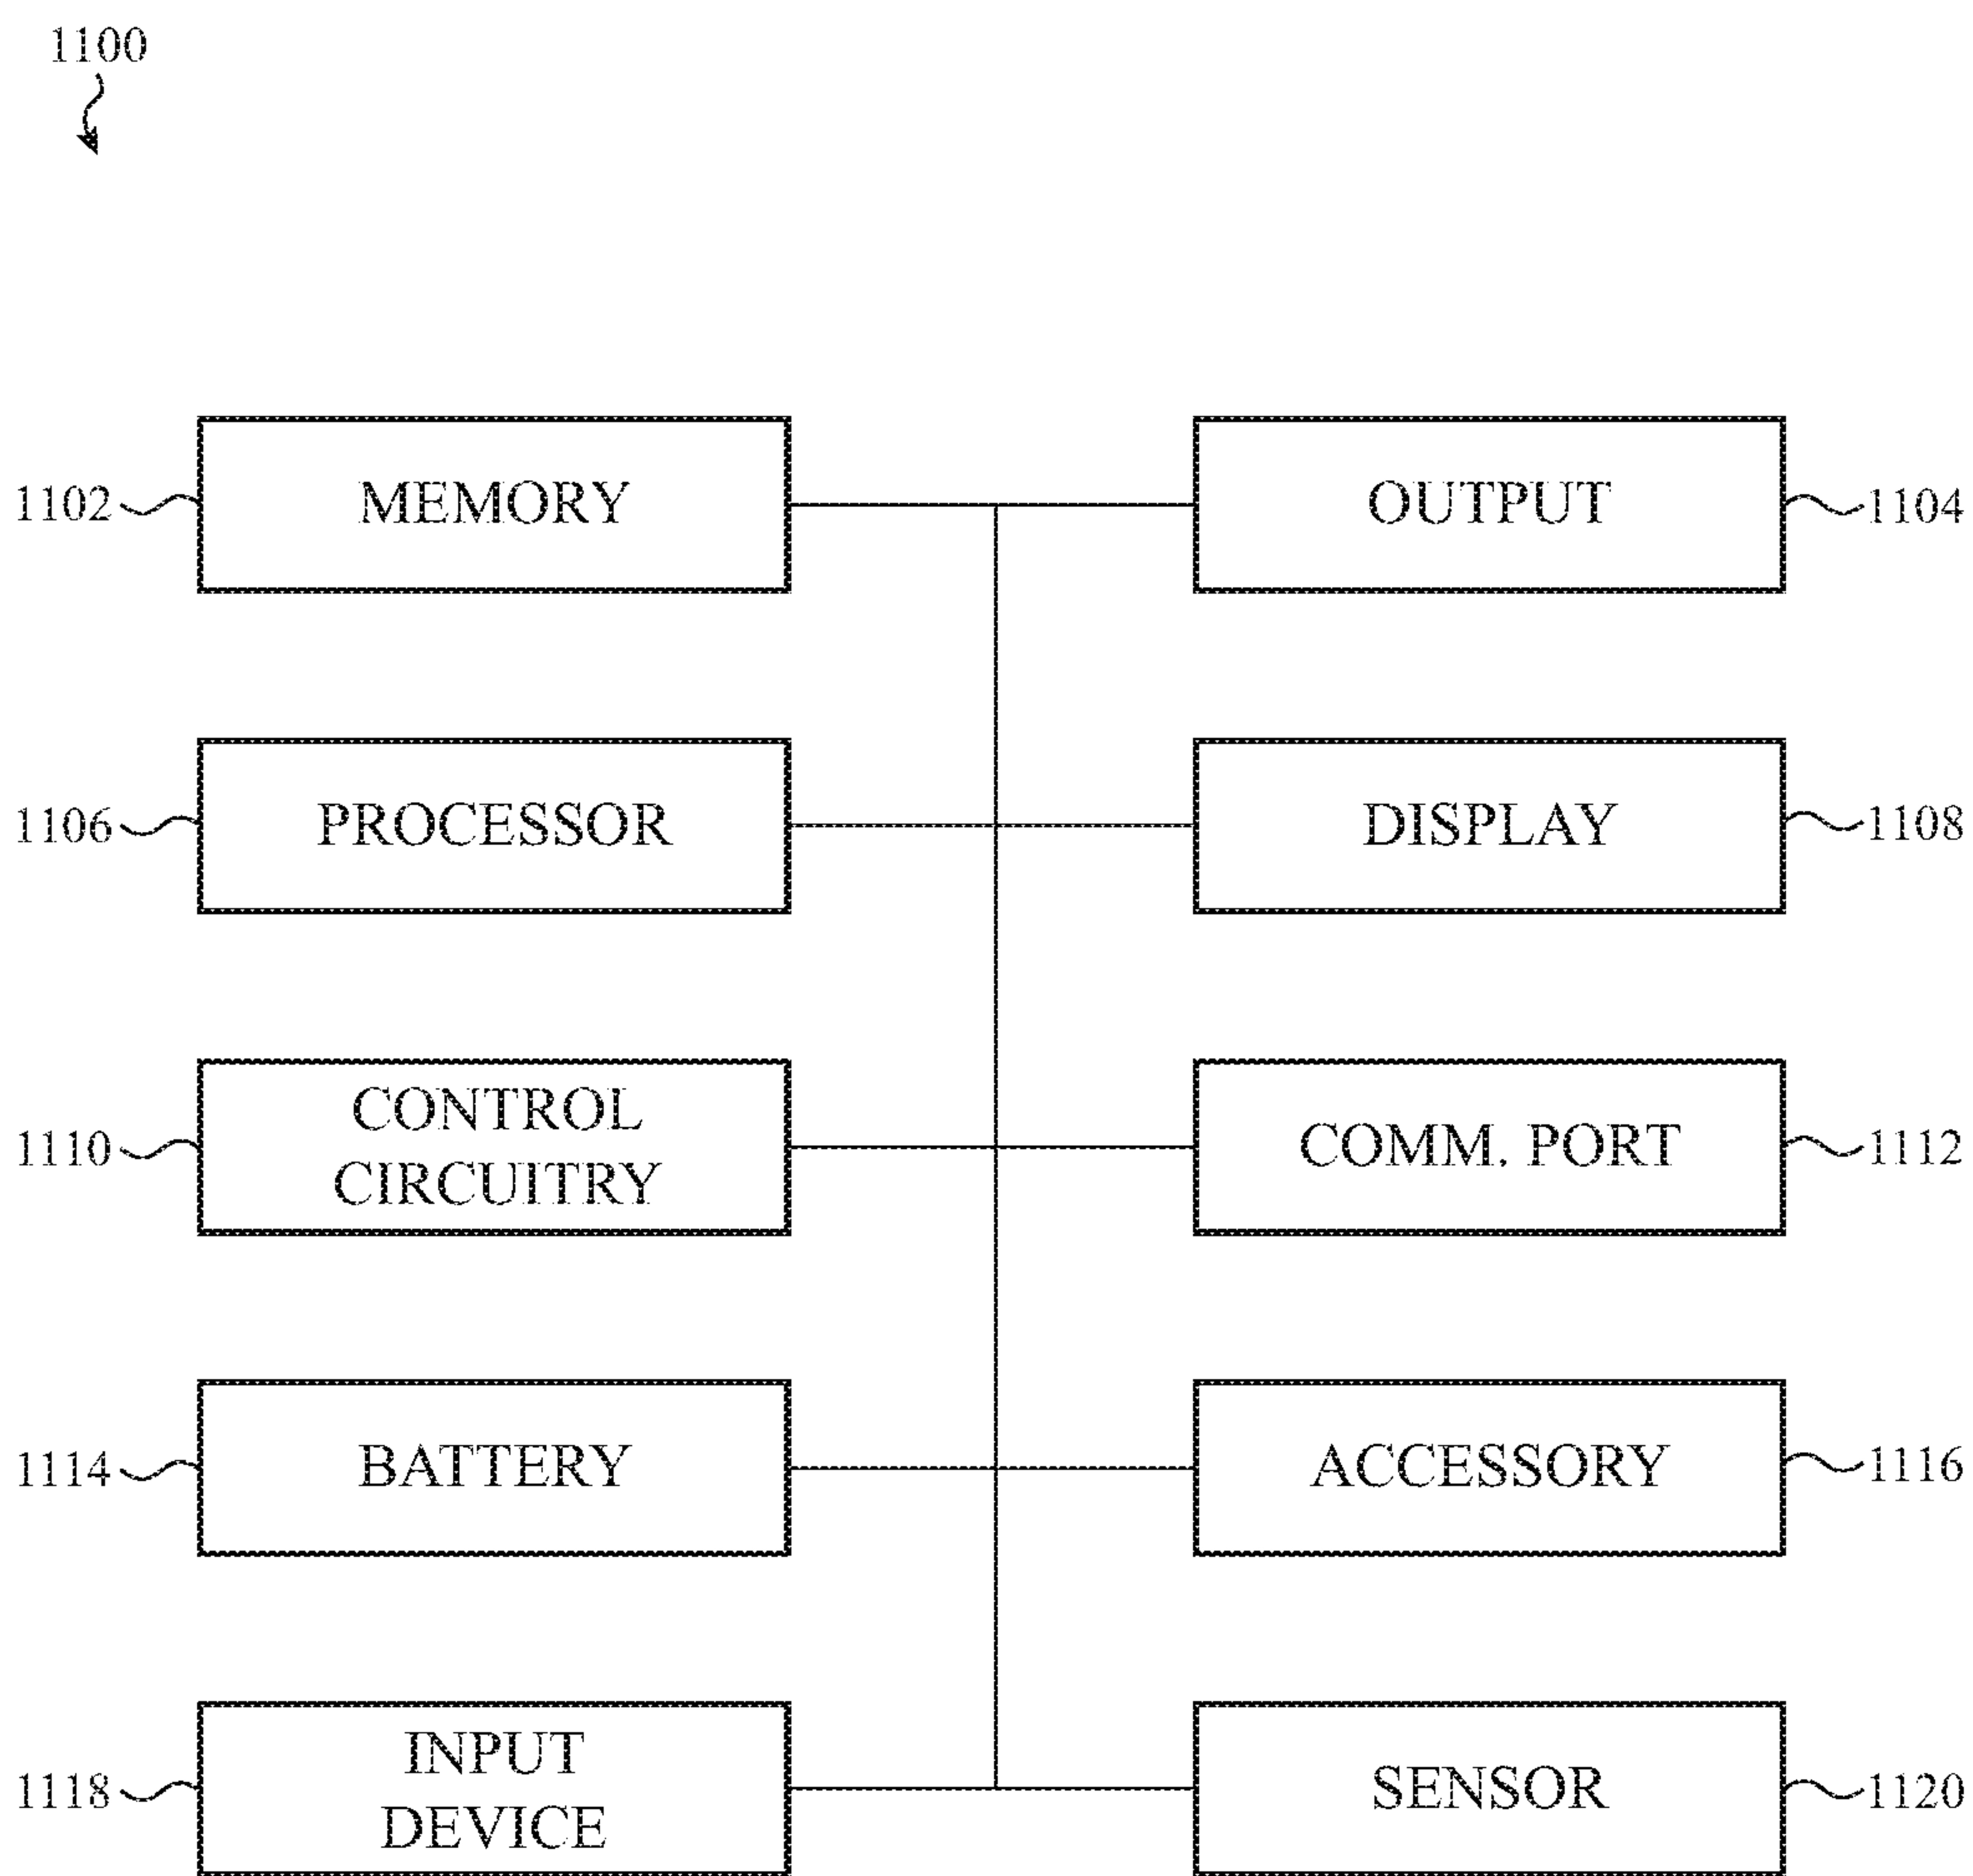 1100
1102 MEMORY OUTPUT 1104
1106 PROCESSOR DISPLAY 1108
1110 CONTROL
CIRCUITRY COMM. PORT 1112
1114 BATTERY ACCESSORY 1116
1118 INPUT
DEVICE SENSOR 1120